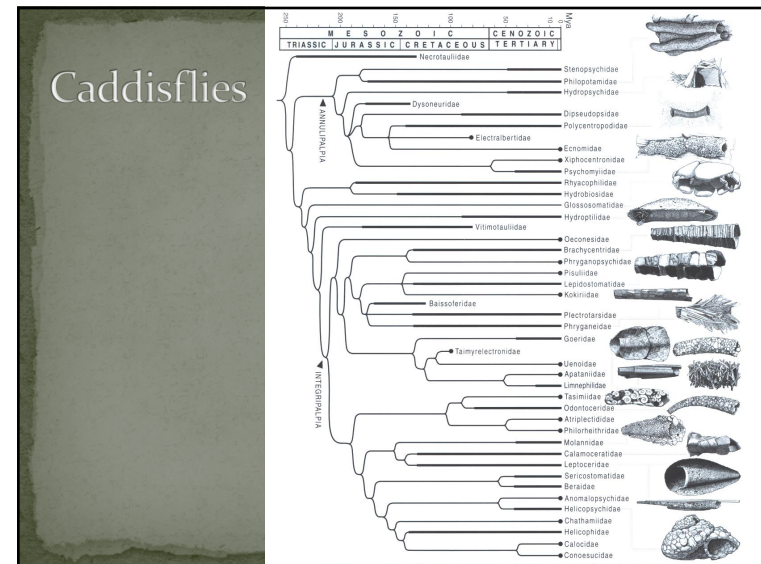 Caddisflies
250 200 150 100 50 10 0 Mya
MESOZOIC CENOZOIC
TRIASSIC JURASSIC CRETACEOUS TERTIARY
Necrotauliidae
Stenopsychidae
Philopotamidae
Hydropsychidae
Dysoneuridae
Dipseudopsidae
Polycentropodidae
Electralbertidae
Ecnomidae
Xiphocentronidae
Psychomyiidae
ANNULIPALPIA
Rhyacophilidae
Hydrobiosidae
Glossosomatidae
Hydroptilidae
Vitimotauliidae
Oeconesidae
Brachycentridae
Phryganopsychidae
Pisuliidae
Lepidostomatidae
Kokiriidae
Baissoferidae
Plectrotarsidae
Phryganeidae
Goeridae
Taimyrelectronidae
Uenoidae
Apataniidae
Limnephilidae
INTEGRIPALPIA
Tasimiidae
Odontoceridae
Atriplectididae
Philorheithridae
Molannidae
Calamoceratidae
Leptoceridae
Sericostomatidae
Beraidae
Anomalopsychidae
Helicopsychidae
Chathamiidae
Helicophidae
Calocidae
Conoesucidae